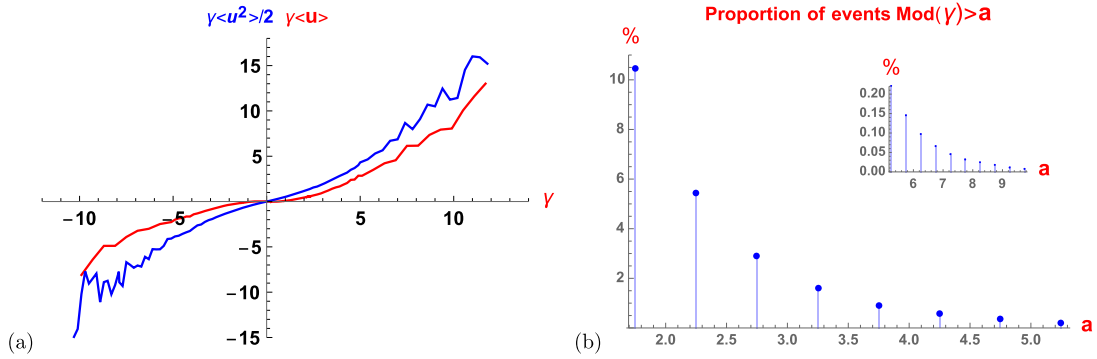 γ<u²>/2 γ<u>
15
10
5
−10 −5 5 10 γ
−5
−10
−15
(a)
Proportion of events Mod(γ)>a
%
10
8
6
4
2
2.0 2.5 3.0 3.5 4.0 4.5 5.0 a
%
0.20
0.15
0.10
0.05
0.00
6 7 8 9 a
(b)